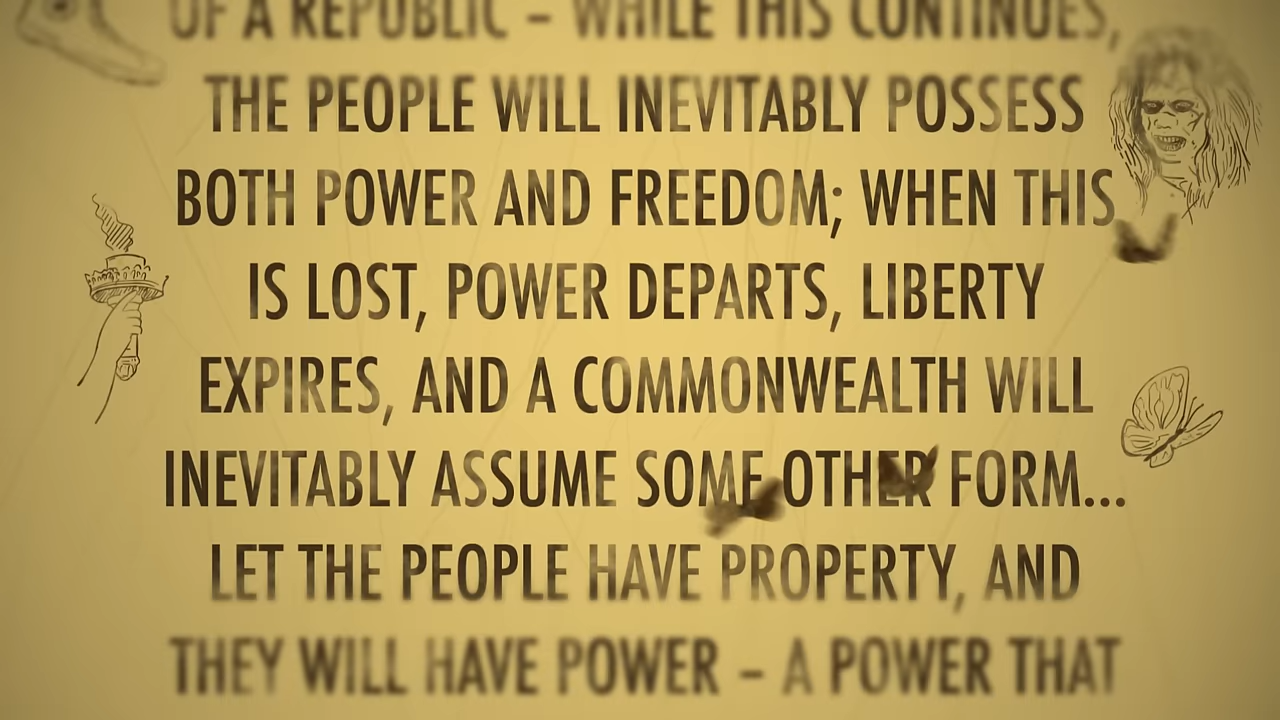 OF A REPUBLIC – WHILE THIS CONTINUES,
THE PEOPLE WILL INEVITABLY POSSESS
BOTH POWER AND FREEDOM; WHEN THIS
IS LOST, POWER DEPARTS, LIBERTY
EXPIRES, AND A COMMONWEALTH WILL
INEVITABLY ASSUME SOME OTHER FORM...
LET THE PEOPLE HAVE PROPERTY, AND
THEY WILL HAVE POWER – A POWER THAT